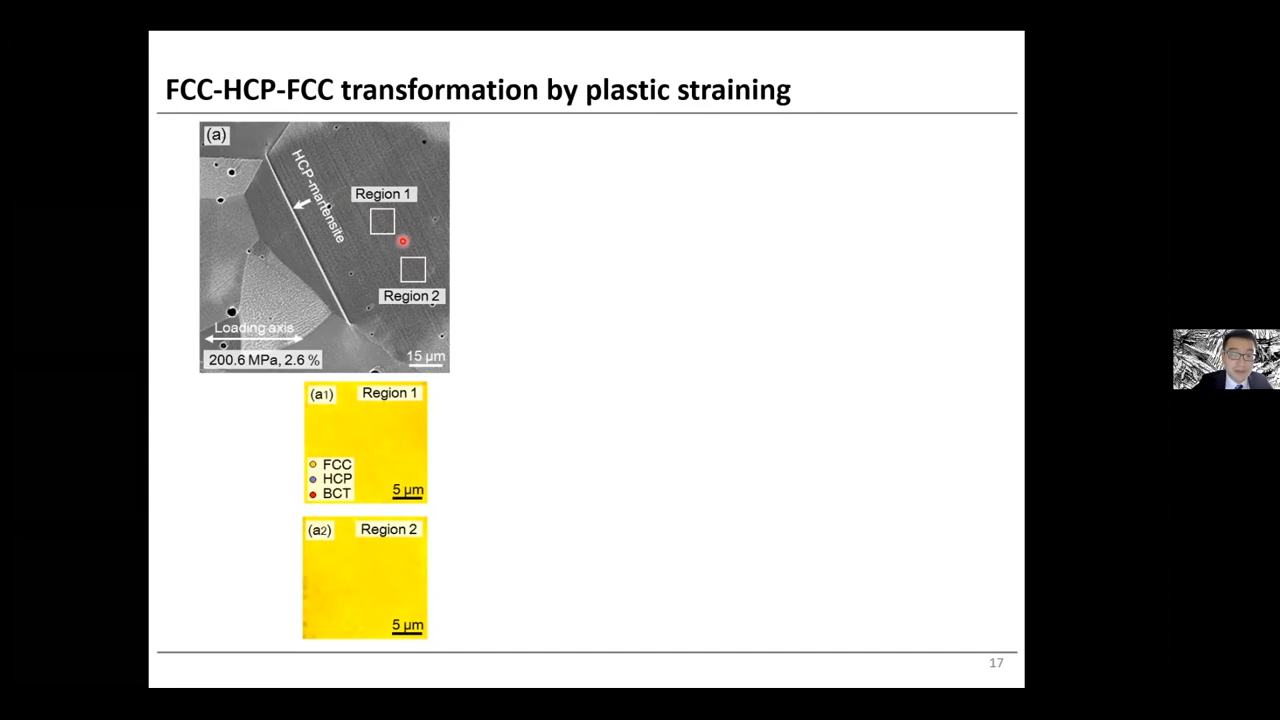 FCC-HCP-FCC transformation by plastic straining
(a)
HCP-martensite
Region 1
Region 2
Loading axis
200.6 MPa, 2.6 %
15 µm
(a1)
Region 1
FCC
HCP
BCT
5 µm
(a2)
Region 2
5 µm
17